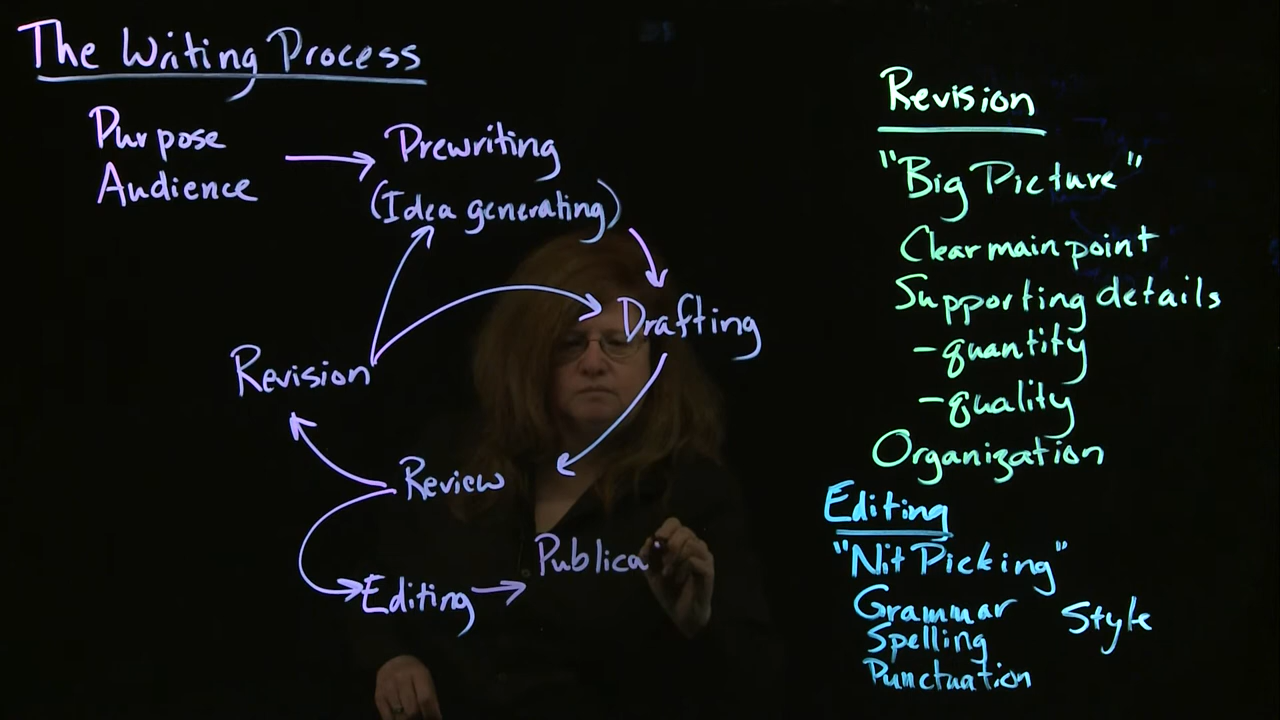 The Writing Process
Purpose
Audience
Prewriting
(Idea generating)
Drafting
Revision
Review
Editing
Publica
Revision
"Big Picture"
Clear main point
Supporting details
-quantity
-quality
Organization
Editing
"Nit Picking"
Grammar
Style
Spelling
Punctuation